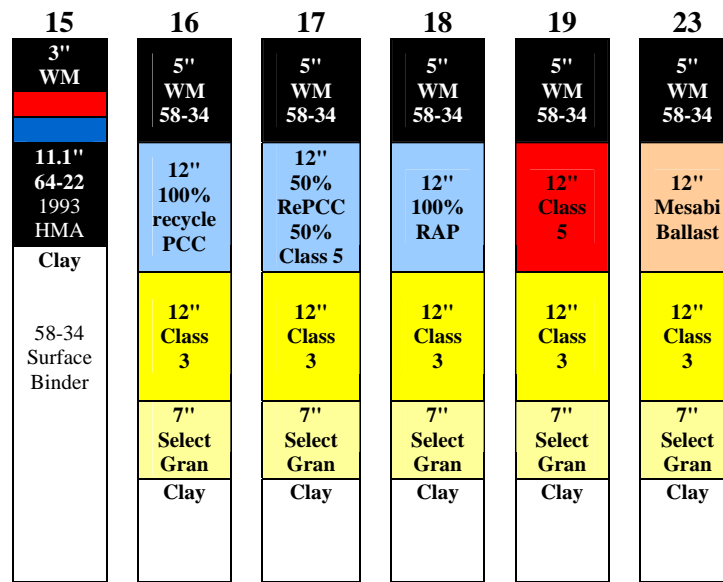 15
3"
WM
11.1"
64-22
1993
HMA
Clay
58-34
Surface
Binder
16
5"
WM
58-34
12"
100%
recycle
PCC
12"
Class
3
7"
Select
Gran
Clay
17
5"
WM
58-34
12"
50%
RePCC
50%
Class 5
12"
Class
3
7"
Select
Gran
Clay
18
5"
WM
58-34
12"
100%
RAP
12"
Class
3
7"
Select
Gran
Clay
19
5"
WM
58-34
12"
Class
5
12"
Class
3
7"
Select
Gran
Clay
23
5"
WM
58-34
12"
Mesabi
Ballast
12"
Class
3
7"
Select
Gran
Clay